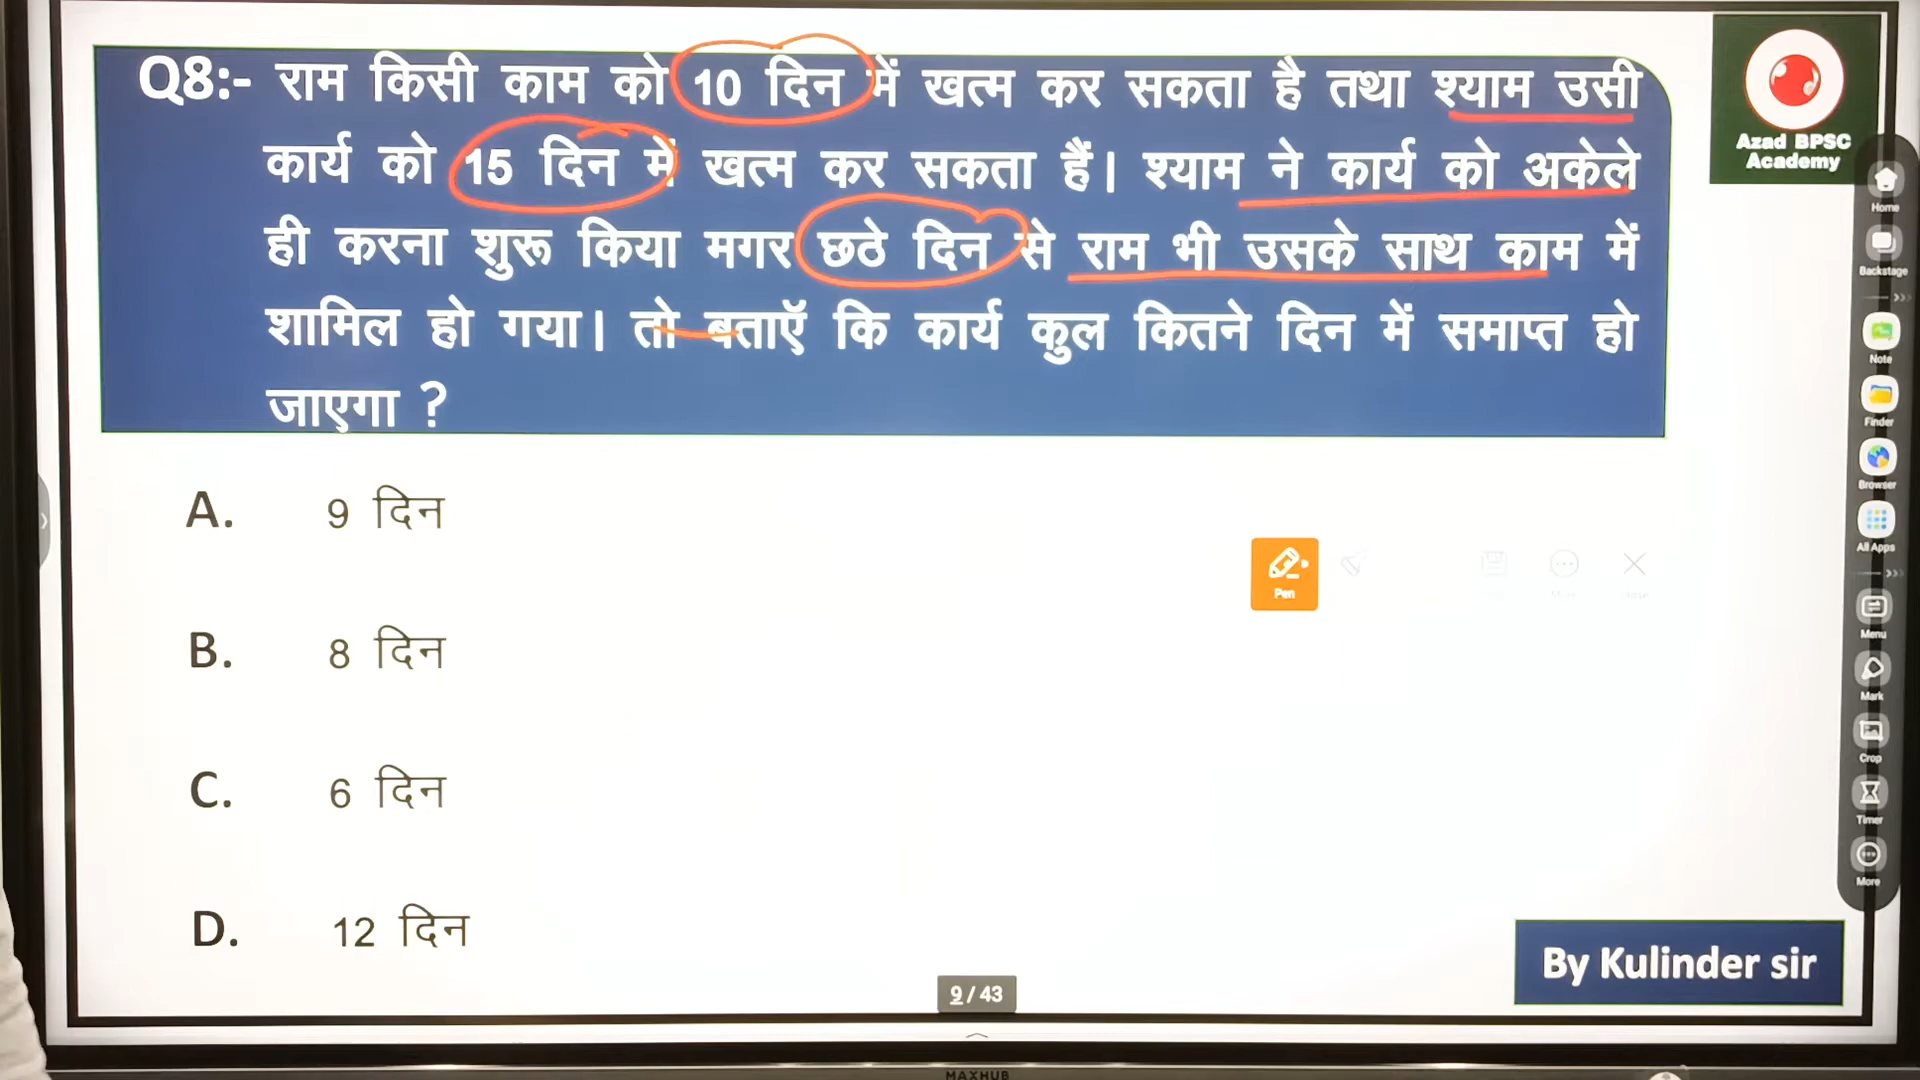 Q8:- राम किसी काम को 10 दिन में खत्म कर सकता है तथा श्याम उसी
कार्य को 15 दिन में खत्म कर सकता हैं। श्याम ने कार्य को अकेले
ही करना शुरू किया मगर छठे दिन से राम भी उसके साथ काम में
शामिल हो गया। तो बताऍ कि कार्य कुल कितने दिन में समाप्त हो
जाएगा ?
A. 9 दिन
B. 8 दिन
C. 6 दिन
D. 12 दिन
Azad BPSC
Academy
Home
Backstage
Note
Finder
Browser
All Apps
Menu
Mark
Crop
Timer
More
Pen
By Kulinder sir
9 / 43
MAXHUB